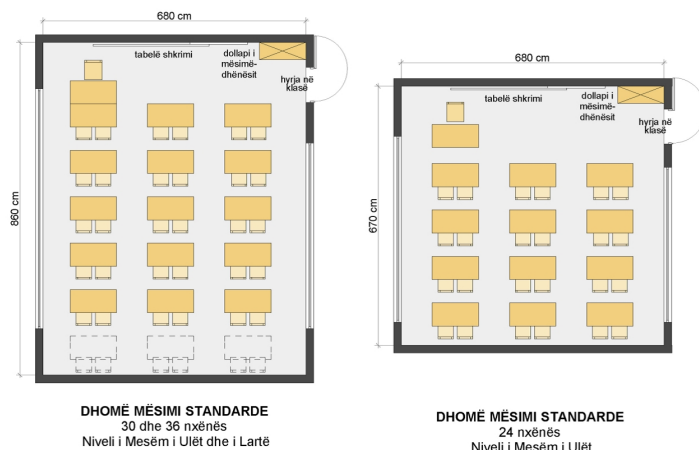 680 cm
tabelë shkrimi
dollapi i
mësimë-
dhënësit
hyrja në
klasë
860 cm
DHOMË MËSIMI STANDARDE
30 dhe 36 nxënës
Niveli i Mesëm i Ulët dhe i Lartë
680 cm
tabelë shkrimi
dollapi i
mësimë-
dhënësit
hyrja në
klasë
670 cm
DHOMË MËSIMI STANDARDE
24 nxënës
Niveli i Mesëm i Ulët